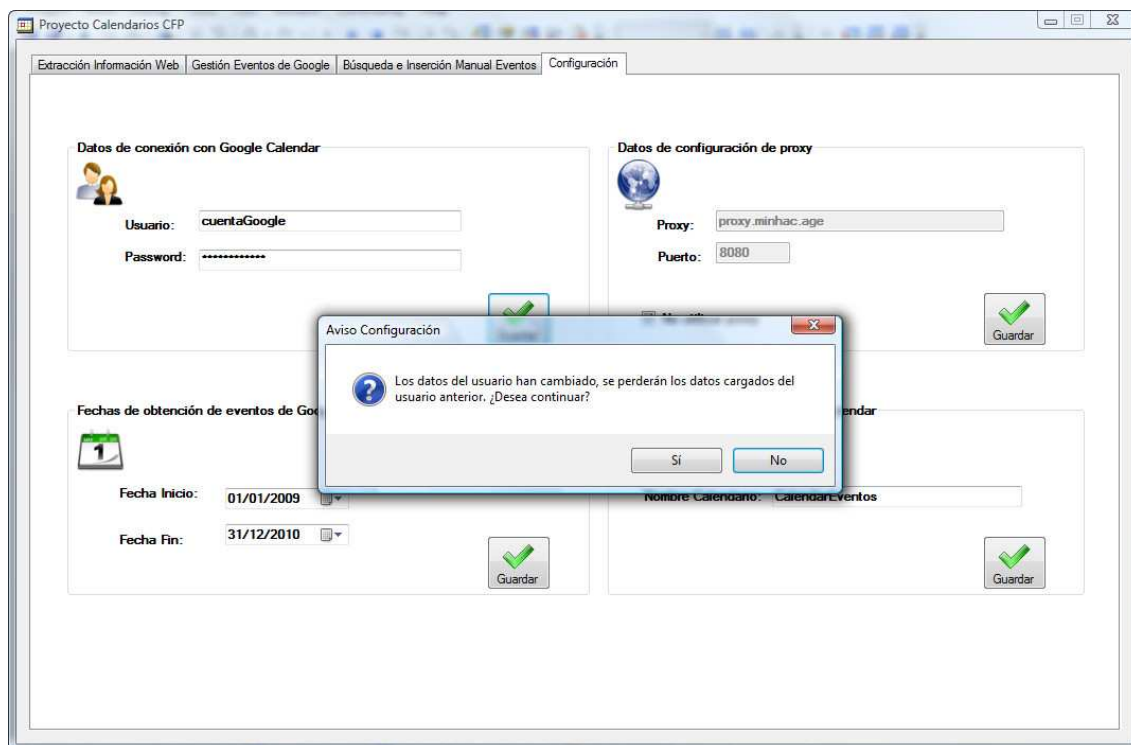 Proyecto Calendarios CFP
Extracción Información Web
Gestión Eventos de Google
Búsqueda e Inserción Manual Eventos
Configuración
Datos de conexión con Google Calendar
Usuario: cuentaGoogle
Password: ************
Guardar
Datos de configuración de proxy
Proxy: proxy.minhac.age
Puerto: 8080
Guardar
Aviso Configuración
Los datos del usuario han cambiado, se perderán los datos cargados del
usuario anterior. ¿Desea continuar?
Sí
No
Fechas de obtención de eventos de Goo
Fecha Inicio: 01/01/2009
Fecha Fin: 31/12/2010
Guardar
endar
Nombre Calendario: CalendarEventos
Guardar